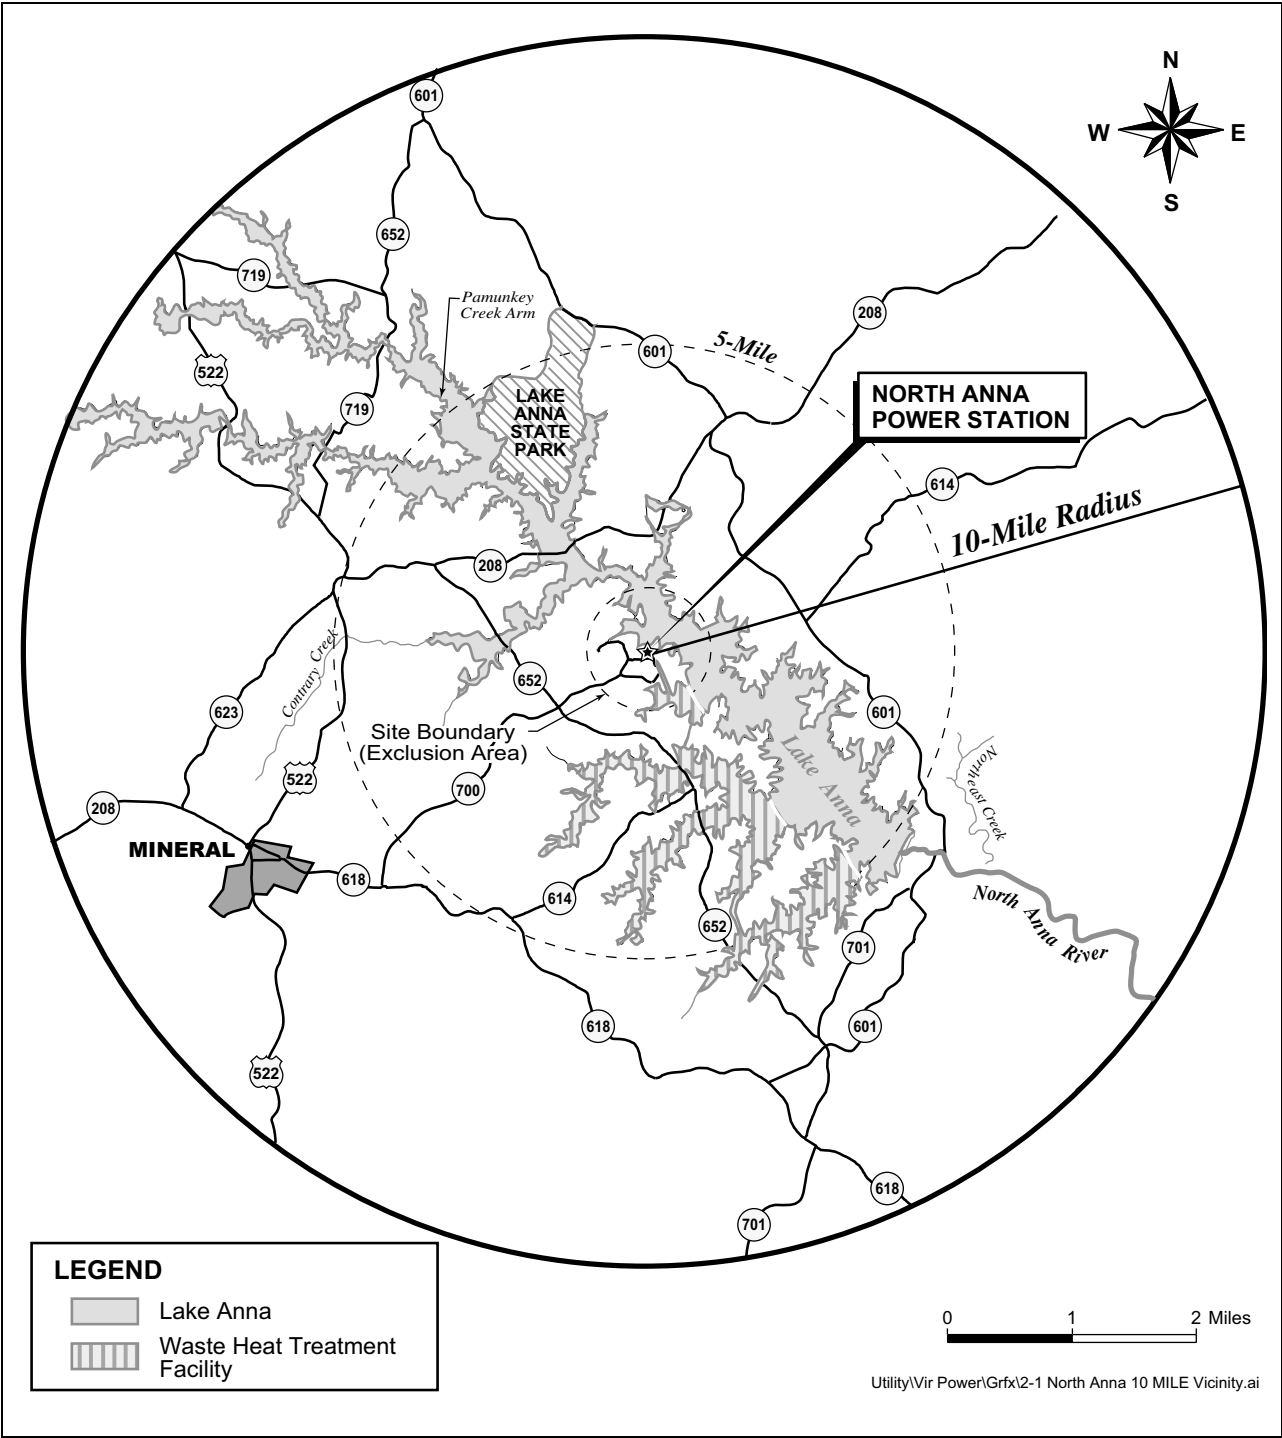 N
W
E
S
601
652
719
Pamunkey
Creek Arm
208
5-Mile
601
522
LAKE
ANNA
STATE
PARK
NORTH ANNA
POWER STATION
719
614
10-Mile Radius
208
Contrary Creek
652
623
601
Site Boundary
(Exclusion Area)
Lake Anna
Northeast Creek
522
700
208
MINERAL
618
614
North Anna River
652
701
618
601
522
618
701
LEGEND
Lake Anna
Waste Heat Treatment
Facility
0 1 2 Miles
Utility\Vir Power\Grfx\2-1 North Anna 10 MILE Vicinity.ai